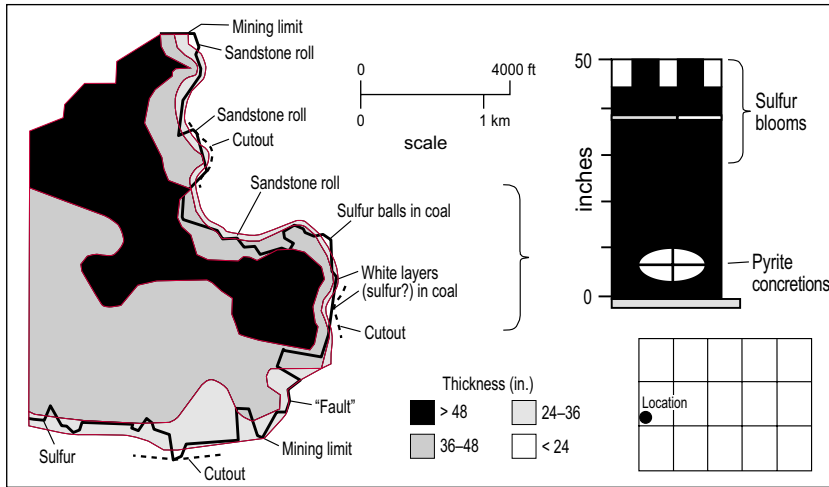 Mining limit
Sandstone roll
Sandstone roll
Cutout
Sandstone roll
Sulfur balls in coal
White layers
(sulfur?) in coal
Cutout
"Fault"
Mining limit
Sulfur
Cutout
0 4000 ft
0 1 km
scale
Thickness (in.)
> 48
24–36
36–48
< 24
50
inches
0
Sulfur
blooms
Pyrite
concretions
Location